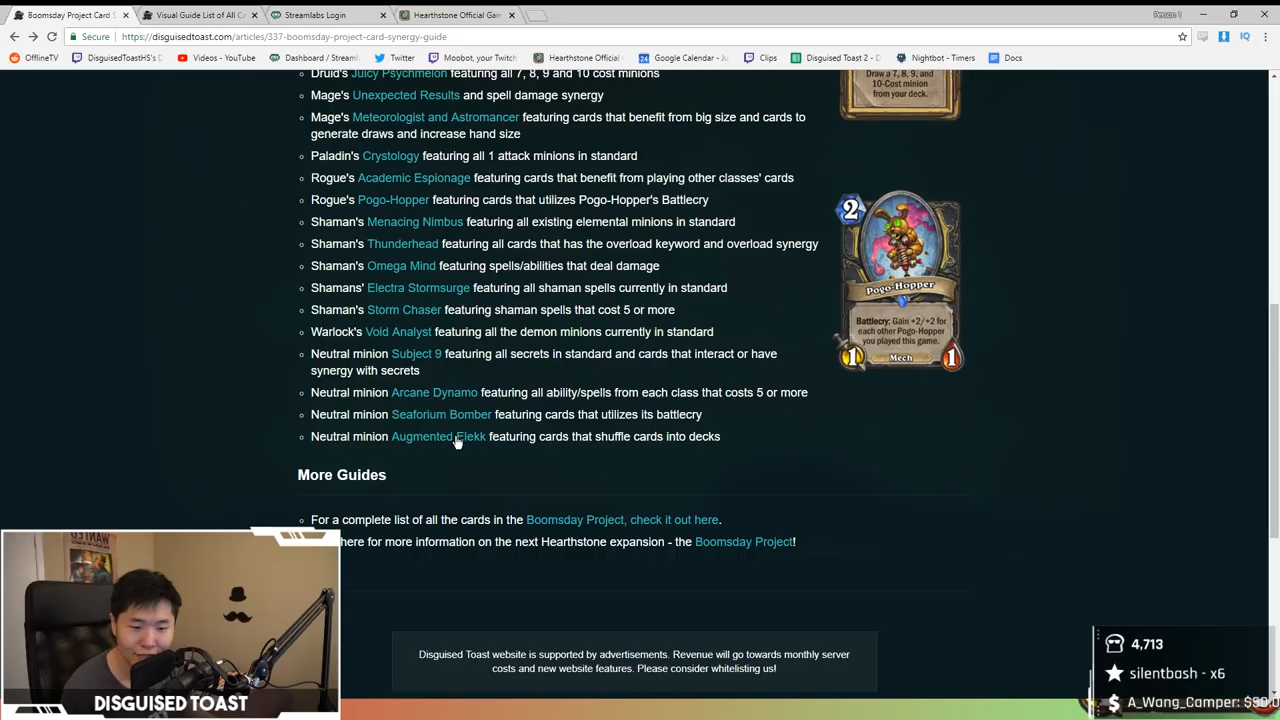 Boomsday Project Card S
Visual Guide List of All C
Streamlabs Login
Hearthstone Official Gam
Person 1
Secure
https://disguisedtoast.com/articles/337-boomsday-project-card-synergy-guide
OfflineTV
DisguisedToastHS's
Videos - YouTube
Dashboard / Streaml
Twitter
Moobot, your Twitch
Hearthstone Official
Google Calendar - Ju
Clips
Disguised Toast 2 - D
Nightbot - Timers
Docs
Druid's Juicy Psychmelon featuring all 7, 8, 9 and 10 cost minions
Mage's Unexpected Results and spell damage synergy
Mage's Meteorologist and Astromancer featuring cards that benefit from big size and cards to
generate draws and increase hand size
Paladin's Crystology featuring all 1 attack minions in standard
Rogue's Academic Espionage featuring cards that benefit from playing other classes' cards
Rogue's Pogo-Hopper featuring cards that utilizes Pogo-Hopper's Battlecry
Shaman's Menacing Nimbus featuring all existing elemental minions in standard
Shaman's Thunderhead featuring all cards that has the overload keyword and overload synergy
Shaman's Omega Mind featuring spells/abilities that deal damage
Shamans' Electra Stormsurge featuring all shaman spells currently in standard
Shaman's Storm Chaser featuring shaman spells that cost 5 or more
Warlock's Void Analyst featuring all the demon minions currently in standard
Neutral minion Subject 9 featuring all secrets in standard and cards that interact or have
synergy with secrets
Neutral minion Arcane Dynamo featuring all ability/spells from each class that costs 5 or more
Neutral minion Seaforium Bomber featuring cards that utilizes its battlecry
Neutral minion Augmented Elekk featuring cards that shuffle cards into decks
Draw a 7, 8, 9, and
10-Cost minion
from your deck.
2
Pogo-Hopper
Battlecry: Gain +2/+2 for
each other Pogo-Hopper
you played this game.
1
Mech
1
More Guides
For a complete list of all the cards in the Boomsday Project, check it out here.
here for more information on the next Hearthstone expansion - the Boomsday Project!
Disguised Toast website is supported by advertisements. Revenue will go towards monthly server
costs and new website features. Please consider whitelisting us!
WANTED
DISGUISED TOAST
4,713
silentbash - x6
A_Wang_Camper: $50.0